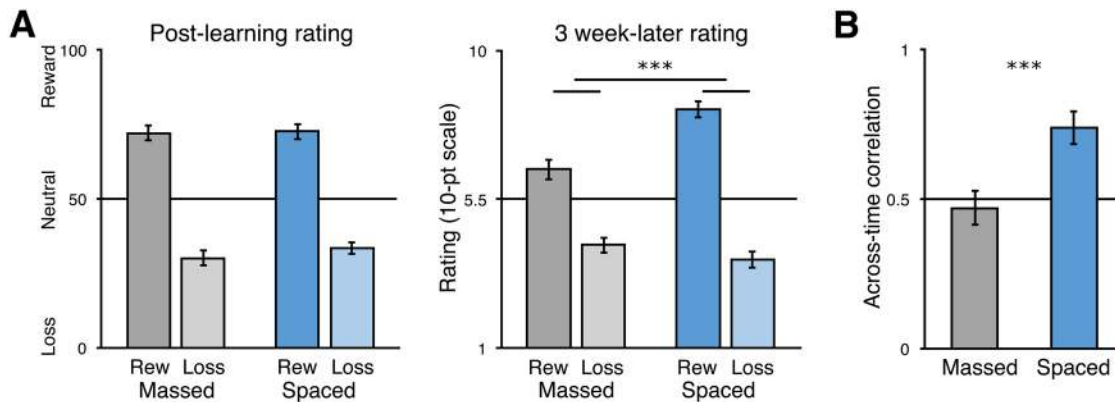 A
Post-learning rating
100
50
0
Reward
Neutral
Loss
Rew Loss Rew Loss
Massed Spaced
3 week-later rating
10
5.5
1
Rating (10-pt scale)
***
Rew Loss Rew Loss
Massed Spaced
B
1
0.5
0
Across-time correlation
***
Massed Spaced